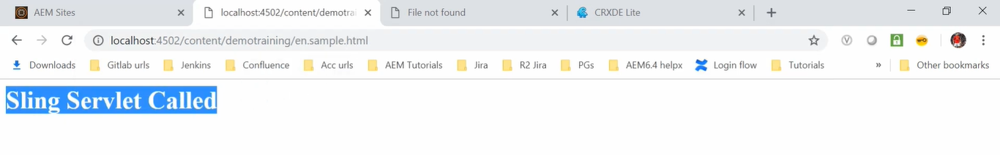 AEM Sites
localhost:4502/content/demotrai
File not found
CRXDE Lite
localhost:4502/content/demotraining/en.sample.html
Downloads Gitlab urls Jenkins Confluence Acc urls AEM Tutorials Jira R2 Jira PGs AEM6.4 helpx Login flow Tutorials » Other bookmarks
Sling Servlet Called